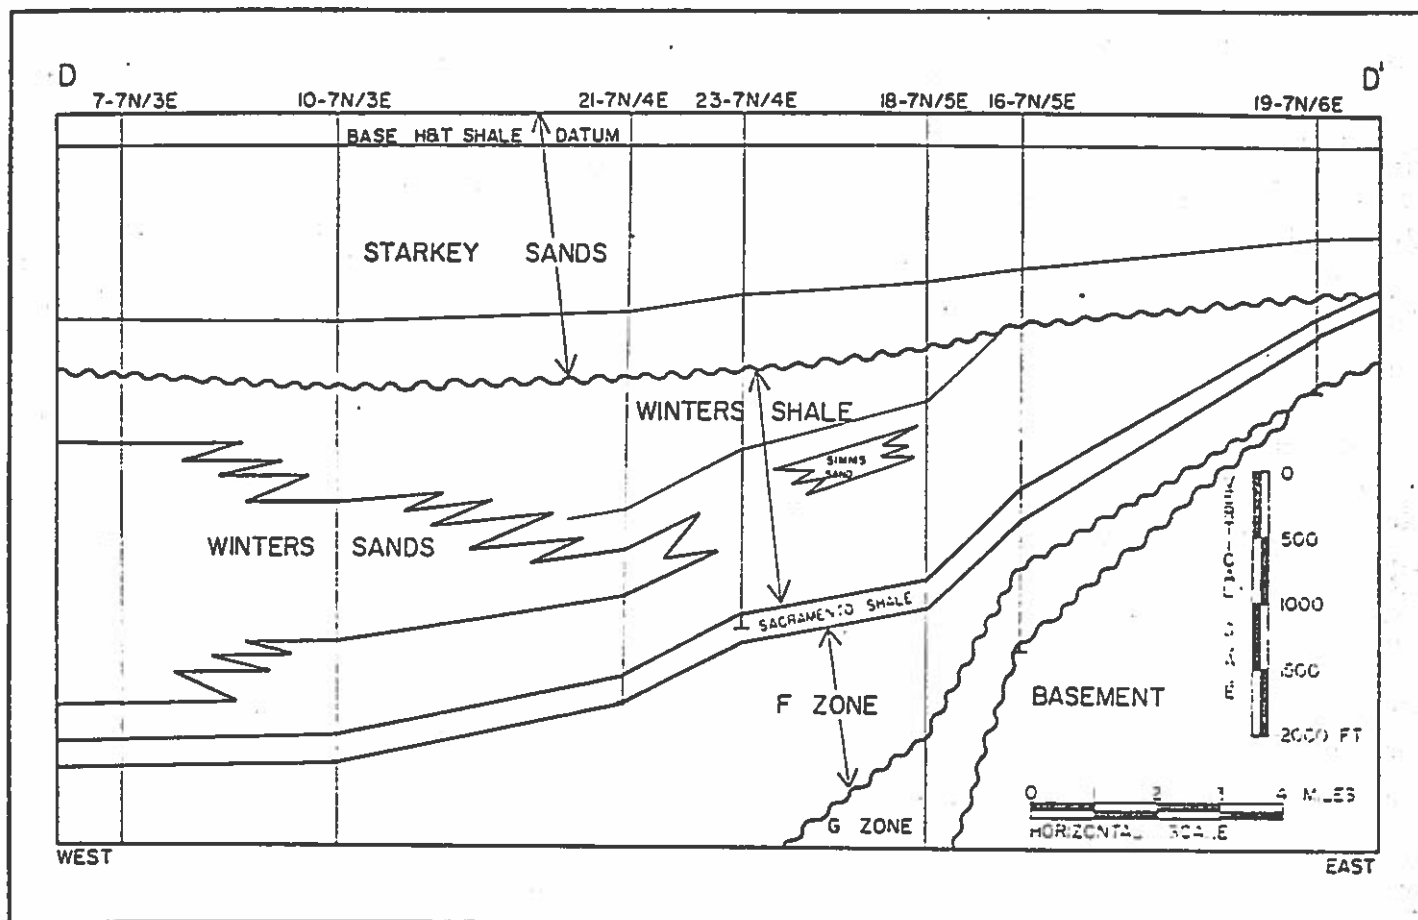 D
D'
7-7N/3E 10-7N/3E 21-7N/4E 23-7N/4E 18-7N/5E 16-7N/5E 19-7N/6E
BASE H&T SHALE DATUM
STARKEY SANDS
WINTERS SHALE
SIMMS
SAND
WINTERS SANDS
SACRAMENTO SHALE
F ZONE
BASEMENT
G ZONE
0
500
1000
1500
2000 FT
0 1 2 3 4 MILES
HORIZONTAL SCALE
WEST
EAST